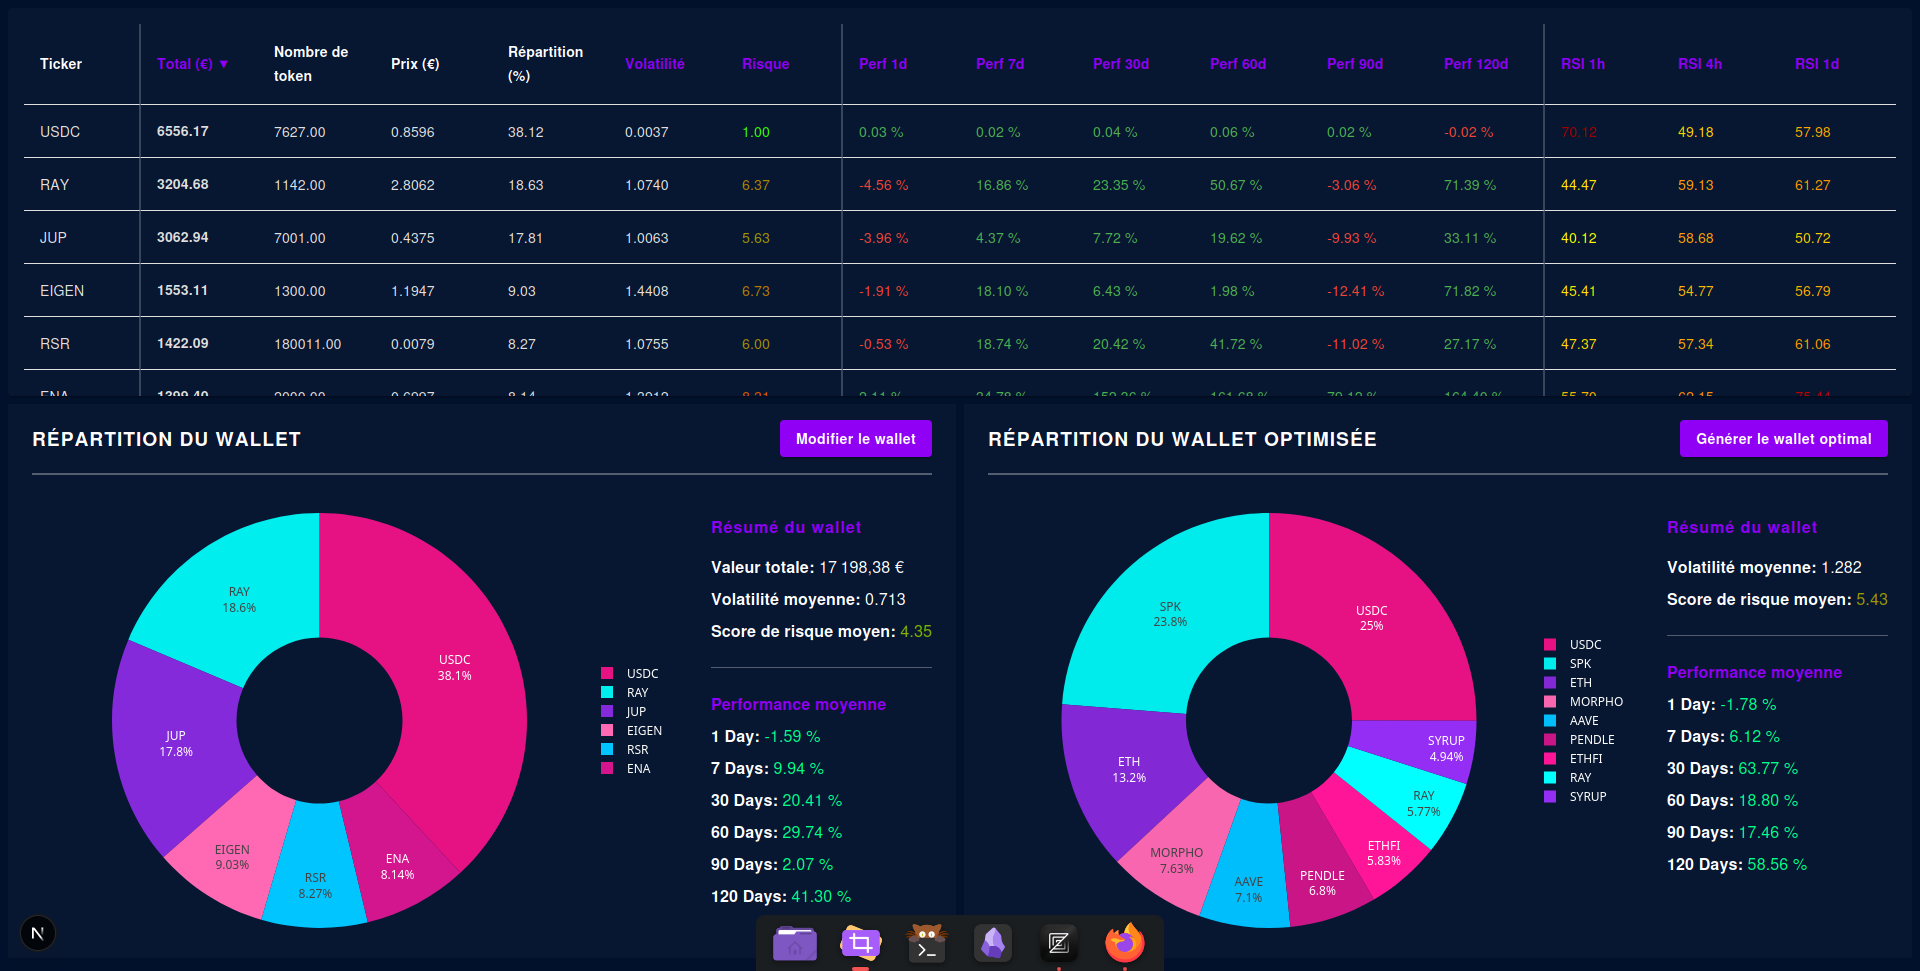 Ticker Total (€) ▼ Nombre de token Prix (€) Répartition (%) Volatilité Risque Perf 1d Perf 7d Perf 30d Perf 60d Perf 90d Perf 120d RSI 1h RSI 4h RSI 1d
USDC 6556.17 7627.00 0.8596 38.12 0.0037 1.00 0.03 % 0.02 % 0.04 % 0.06 % 0.02 % -0.02 % 70.12 49.18 57.98
RAY 3204.68 1142.00 2.8062 18.63 1.0740 6.37 -4.56 % 16.86 % 23.35 % 50.67 % -3.06 % 71.39 % 44.47 59.13 61.27
JUP 3062.94 7001.00 0.4375 17.81 1.0063 5.63 -3.96 % 4.37 % 7.72 % 19.62 % -9.93 % 33.11 % 40.12 58.68 50.72
EIGEN 1553.11 1300.00 1.1947 9.03 1.4408 6.73 -1.91 % 18.10 % 6.43 % 1.98 % -12.41 % 71.82 % 45.41 54.77 56.79
RSR 1422.09 180011.00 0.0079 8.27 1.0755 6.00 -0.53 % 18.74 % 20.42 % 41.72 % -11.02 % 27.17 % 47.37 57.34 61.06
ENA 8.14
RÉPARTITION DU WALLET
Modifier le wallet
RAY
18.6%
USDC
38.1%
JUP
17.8%
EIGEN
9.03%
RSR
8.27%
ENA
8.14%
USDC
RAY
JUP
EIGEN
RSR
ENA
Résumé du wallet
Valeur totale: 17 198,38 €
Volatilité moyenne: 0.713
Score de risque moyen: 4.35
Performance moyenne
1 Day: -1.59 %
7 Days: 9.94 %
30 Days: 20.41 %
60 Days: 29.74 %
90 Days: 2.07 %
120 Days: 41.30 %
RÉPARTITION DU WALLET OPTIMISÉE
Générer le wallet optimal
SPK
23.8%
USDC
25%
ETH
13.2%
SYRUP
4.94%
RAY
5.77%
MORPHO
7.63%
ETHFI
5.83%
AAVE
7.1%
PENDLE
6.8%
USDC
SPK
ETH
MORPHO
AAVE
PENDLE
ETHFI
RAY
SYRUP
Résumé du wallet
Volatilité moyenne: 1.282
Score de risque moyen: 5.43
Performance moyenne
1 Day: -1.78 %
7 Days: 6.12 %
30 Days: 63.77 %
60 Days: 18.80 %
90 Days: 17.46 %
120 Days: 58.56 %
N